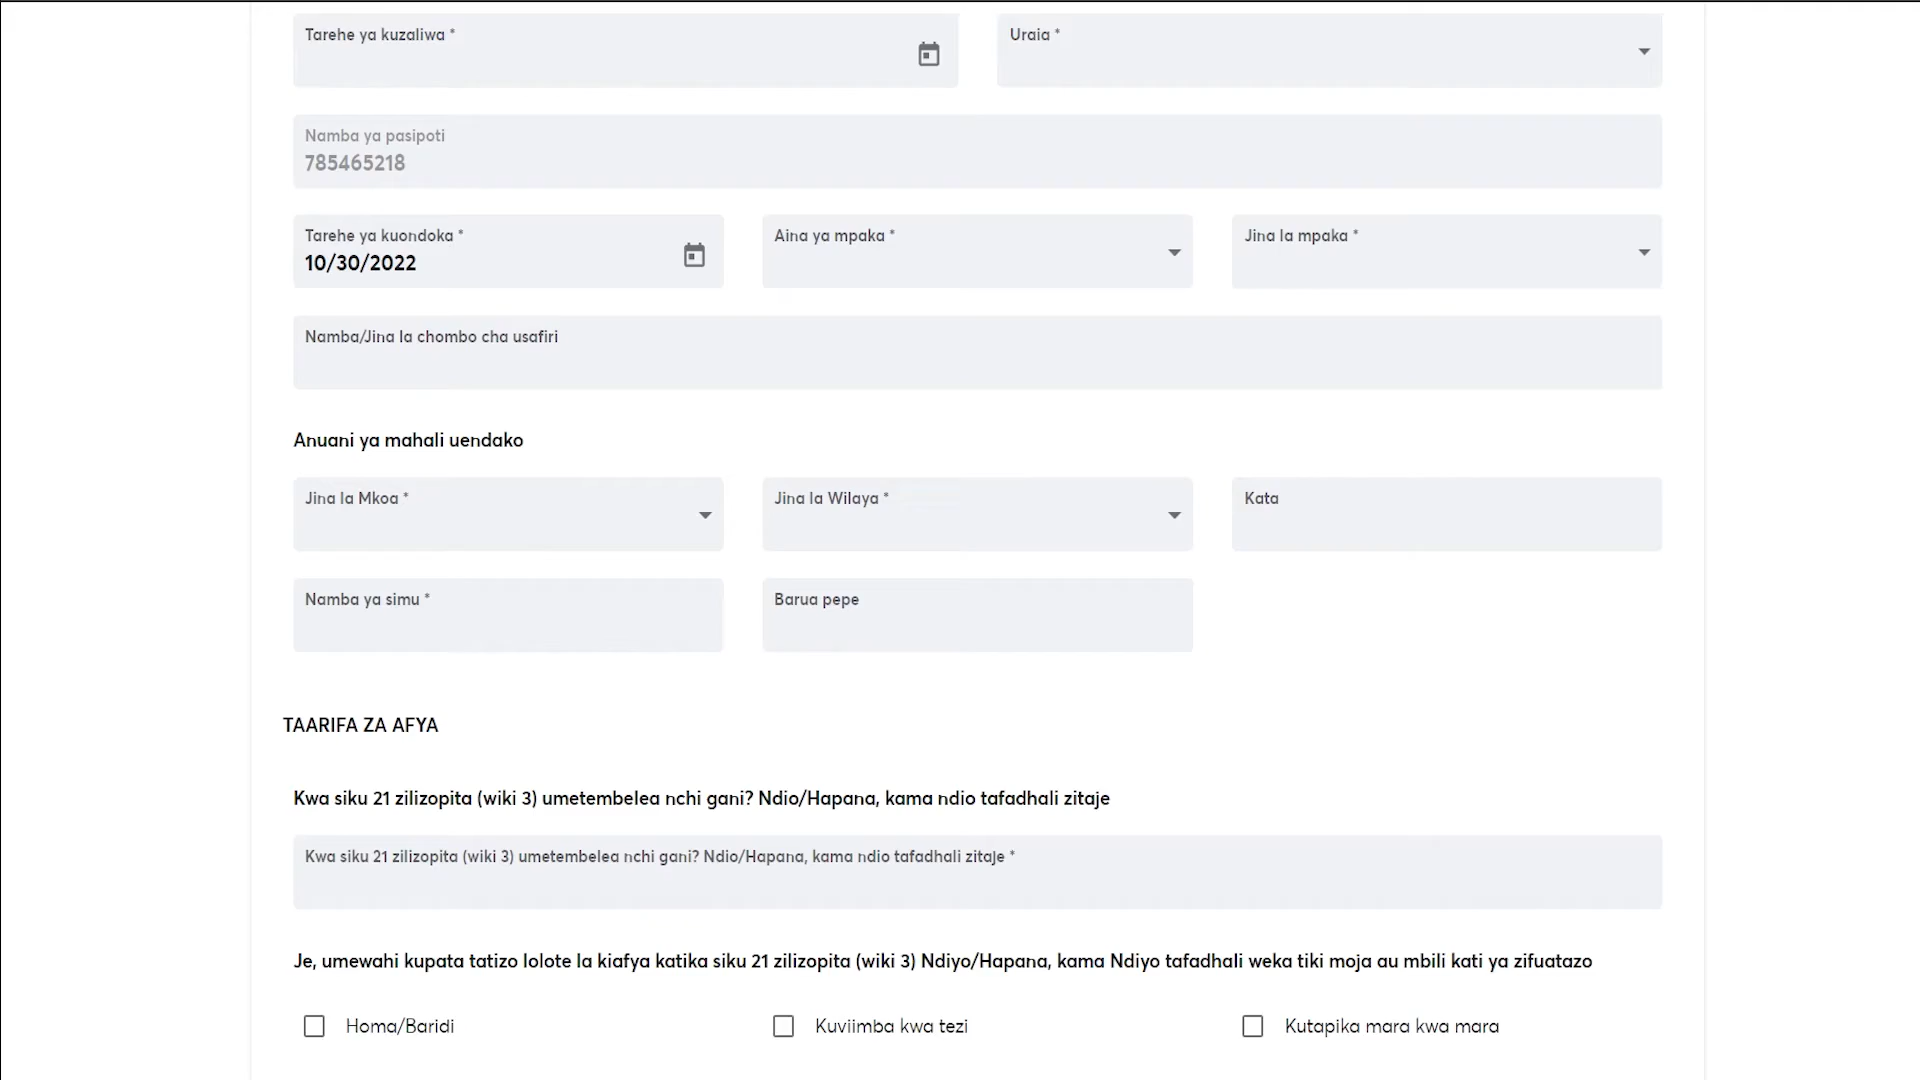 Tarehe ya kuzaliwa *
Uraia *
Namba ya pasipoti
785465218
Tarehe ya kuondoka *
10/30/2022
Aina ya mpaka *
Jina la mpaka *
Namba/Jina la chombo cha usafiri
Anuani ya mahali uendako
Jina la Mkoa *
Jina la Wilaya *
Kata
Namba ya simu *
Barua pepe
TAARIFA ZA AFYA
Kwa siku 21 zilizopita (wiki 3) umetembelea nchi gani? Ndio/Hapana, kama ndio tafadhali zitaje
Kwa siku 21 zilizopita (wiki 3) umetembelea nchi gani? Ndio/Hapana, kama ndio tafadhali zitaje *
Je, umewahi kupata tatizo lolote la kiafya katika siku 21 zilizopita (wiki 3) Ndiyo/Hapana, kama Ndiyo tafadhali weka tiki moja au mbili kati ya zifuatazo
Homa/Baridi
Kuviimba kwa tezi
Kutapika mara kwa mara